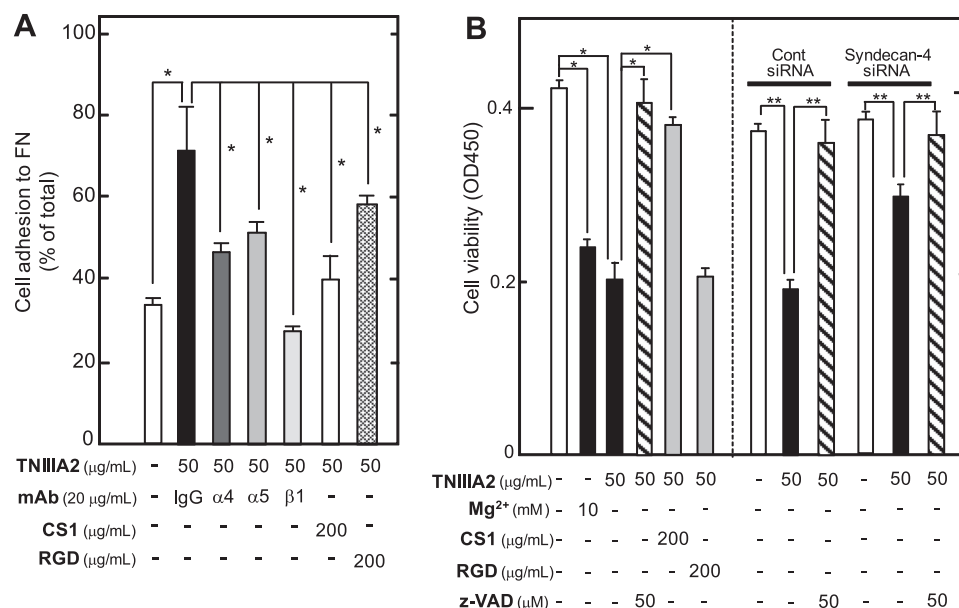 A
Cell adhesion to FN
(% of total)
100
80
60
40
20
0
* * * * * *
TNIIIA2 (μg/mL) - 50 50 50 50 50 50
mAb (20 μg/mL) - IgG α4 α5 β1 - -
CS1 (μg/mL) - - - - - 200 -
RGD (μg/mL) - - - - - - 200
B
Cell viability (OD450)
0.4
0.2
0
* * * *
Cont siRNA
Syndecan-4 siRNA
** ** ** **
TNIIIA2 (μg/mL) - - 50 50 50 50 - 50 50 - 50 50
Mg2+ (mM) - 10 - - - - - - - - - -
CS1 (μg/mL) - - - - 200 - - - - - - -
RGD (μg/mL) - - - - - 200 - - - - - -
z-VAD (μM) - - - 50 - - - - 50 - - 50